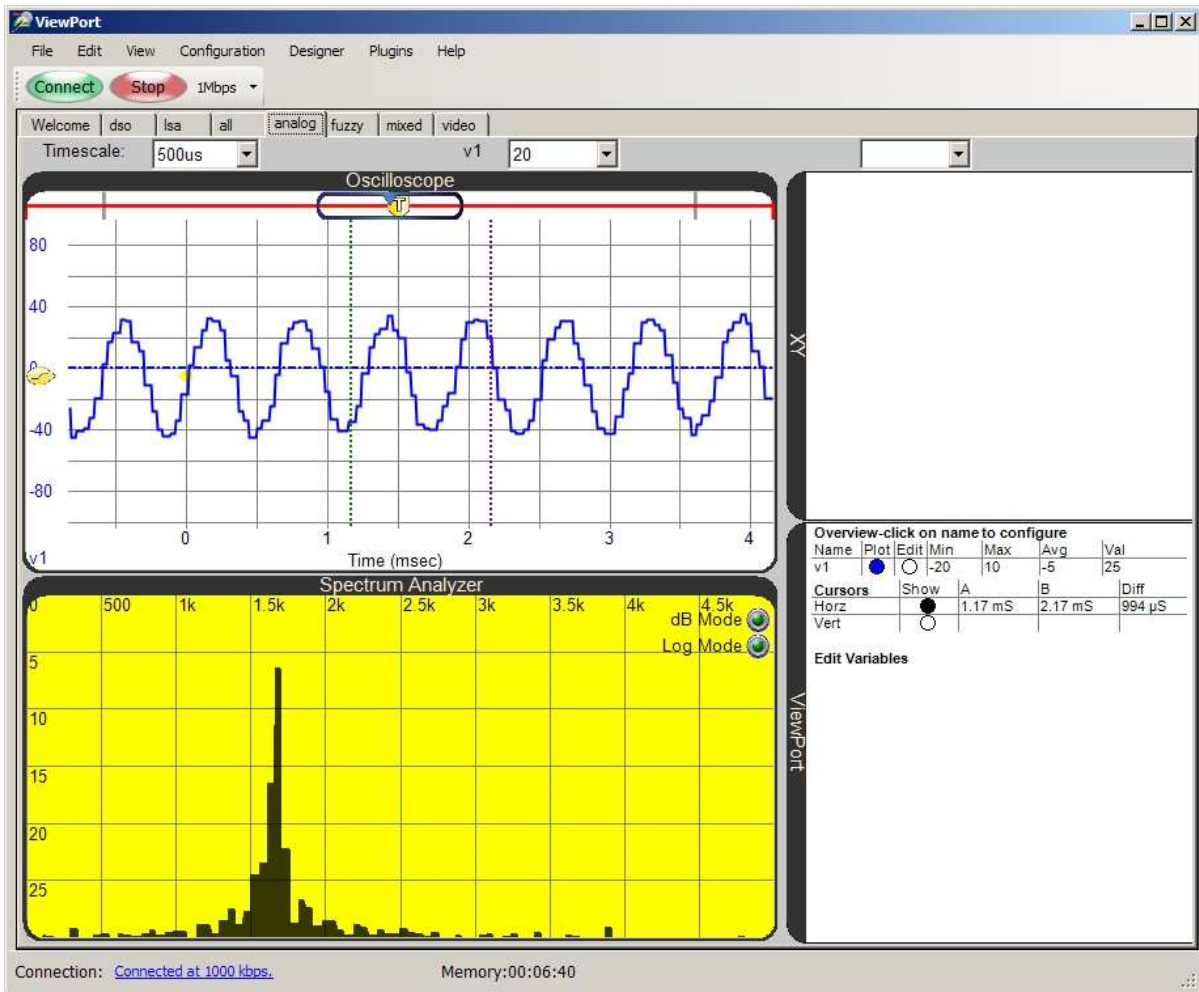 ViewPort
File Edit View Configuration Designer Plugins Help
Connect Stop 1Mbps
Welcome dso lsa all analog fuzzy mixed video
Timescale: 500us v1 20
Oscilloscope
T
80
40
0
-40
-80
v1
0 1 2 3 4
Time (msec)
XY
Spectrum Analyzer
0 500 1k 1.5k 2k 2.5k 3k 3.5k 4k 4.5k
dB Mode
Log Mode
5
10
15
20
25
ViewPort
Overview-click on name to configure
Name Plot Edit Min Max Avg Val
v1 -20 10 -5 25
Cursors Show A B Diff
Horz 1.17 mS 2.17 mS 994 µS
Vert
Edit Variables
Connection: Connected at 1000 kbps. Memory:00:06:40